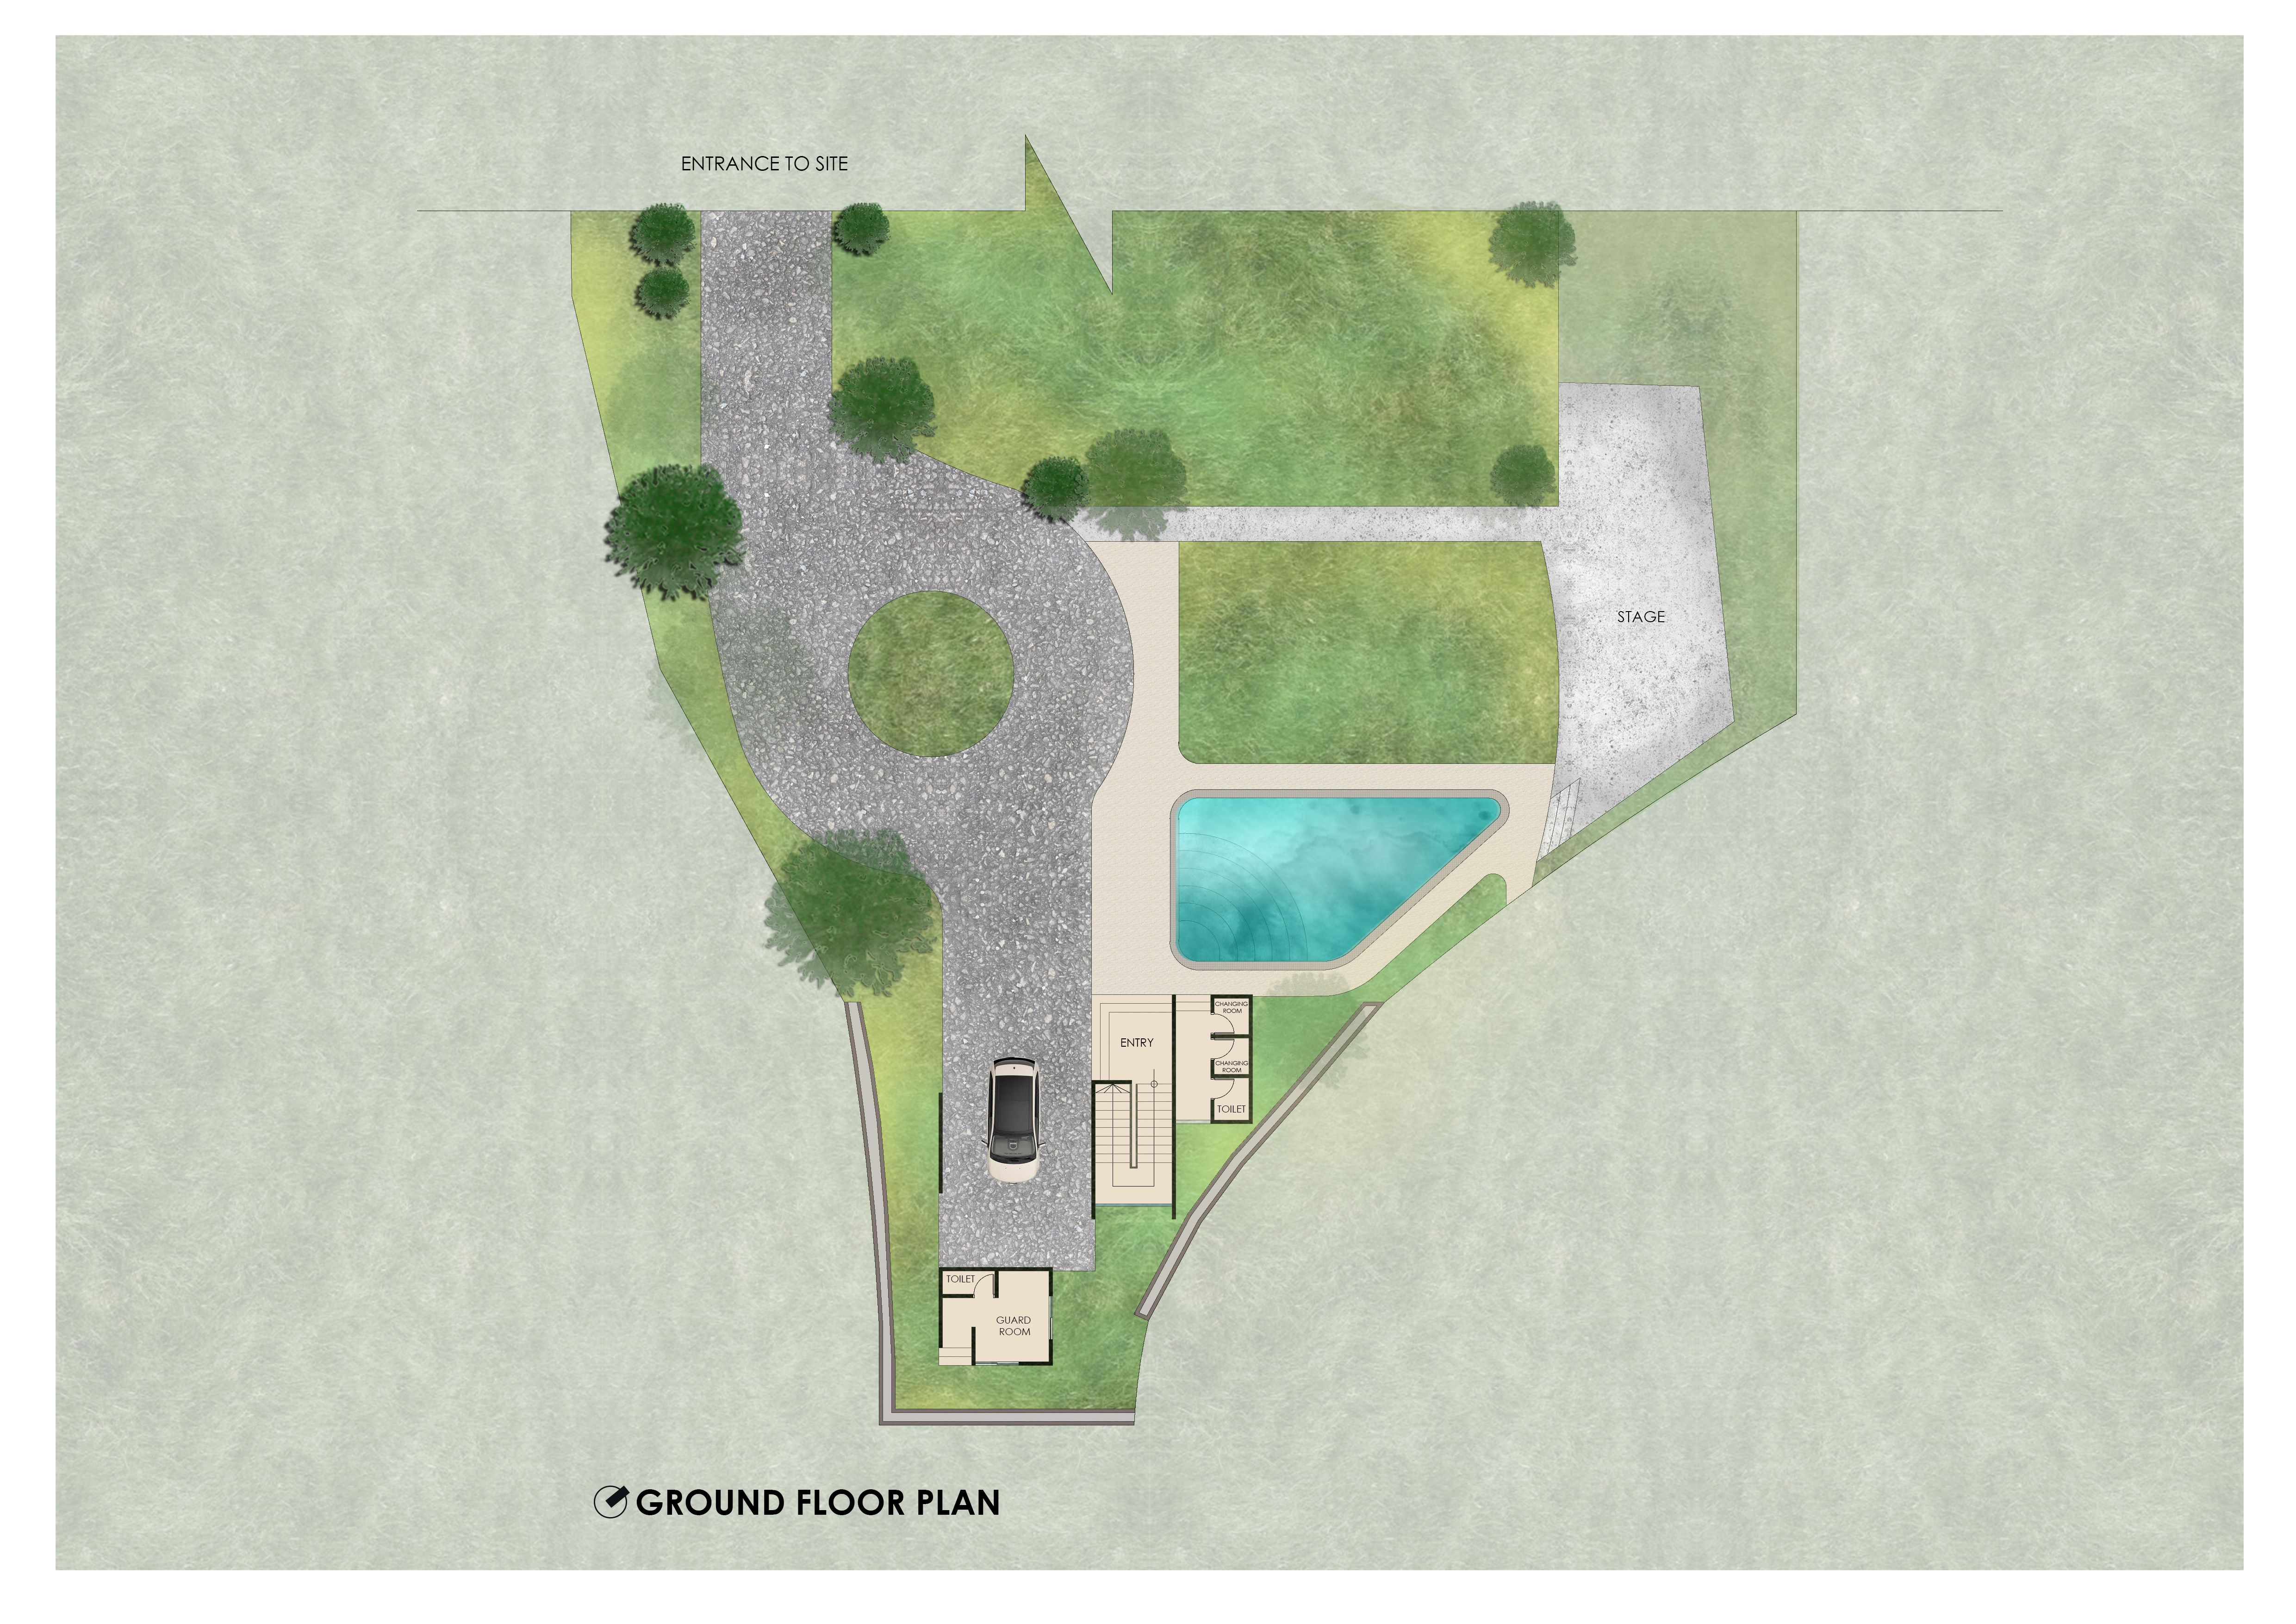 ENTRANCE TO SITE
STAGE
CHANGING
ROOM
ENTRY
CHANGING
ROOM
TOILET
TOILET
GUARD
ROOM
GROUND FLOOR PLAN